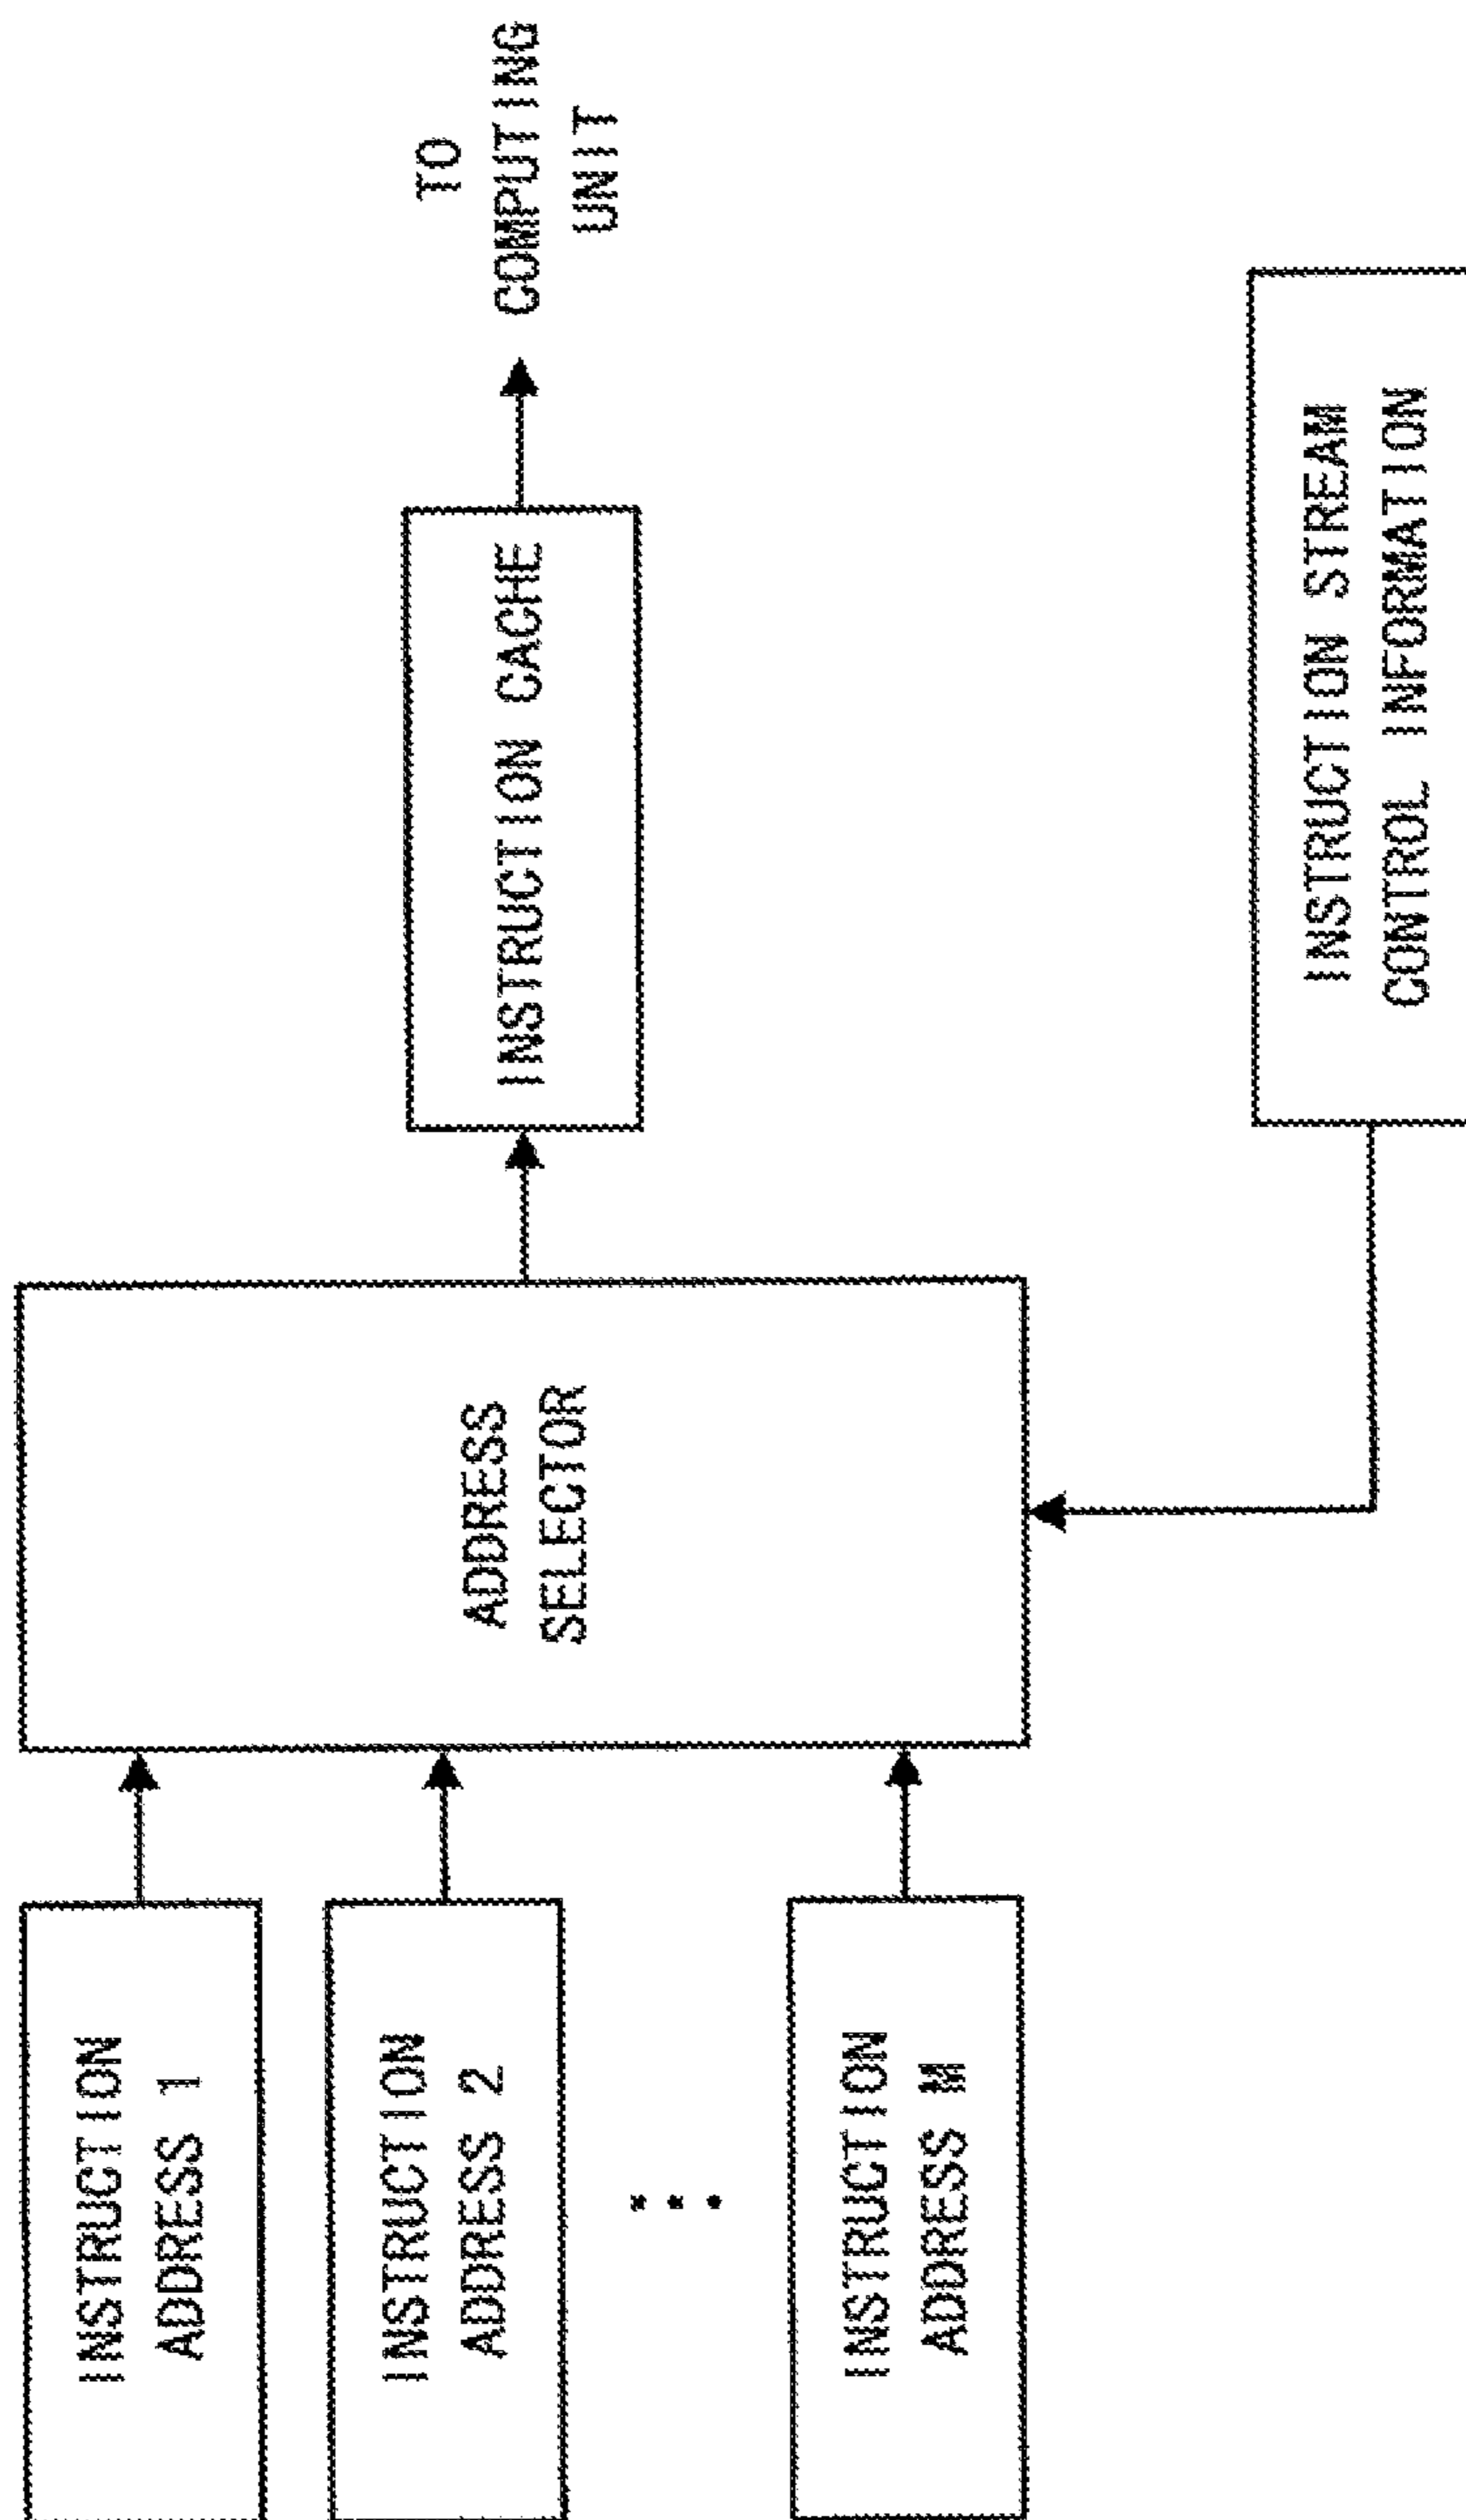 INSTRUCTION
ADDRESS 1
INSTRUCTION
ADDRESS 2
...
INSTRUCTION
ADDRESS M
ADDRESS
SELECTOR
INSTRUCTION CACHE
TO
COMPUTING
UNIT
INSTRUCTION STREAM
CONTROL INFORMATION